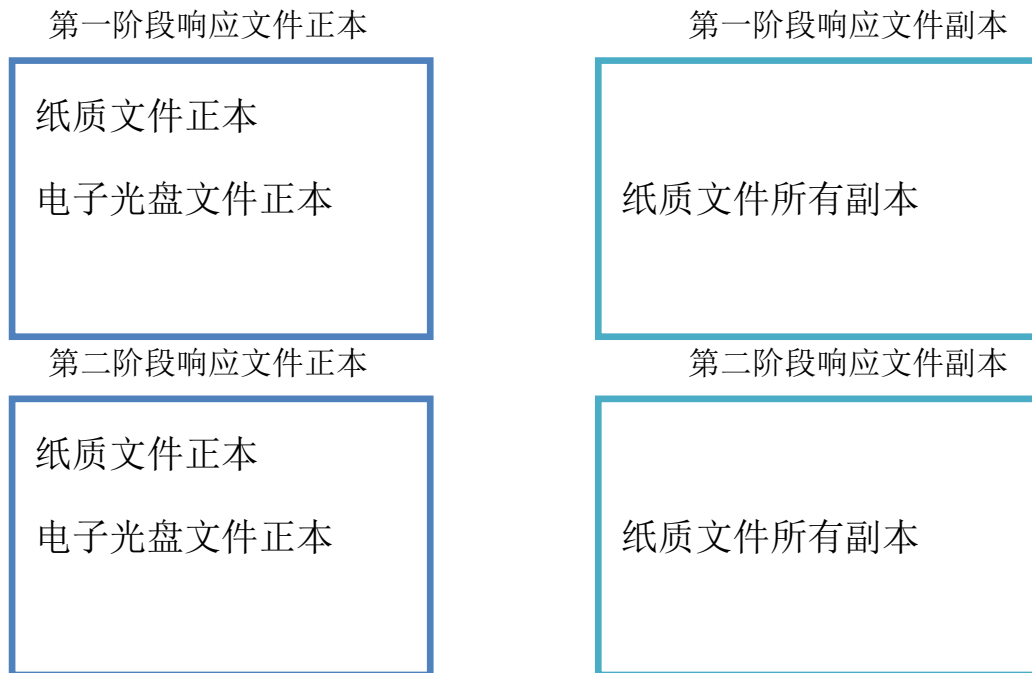 第一阶段响应文件正本
第一阶段响应文件副本
纸质文件正本
电子光盘文件正本
纸质文件所有副本
第二阶段响应文件正本
第二阶段响应文件副本
纸质文件正本
电子光盘文件正本
纸质文件所有副本